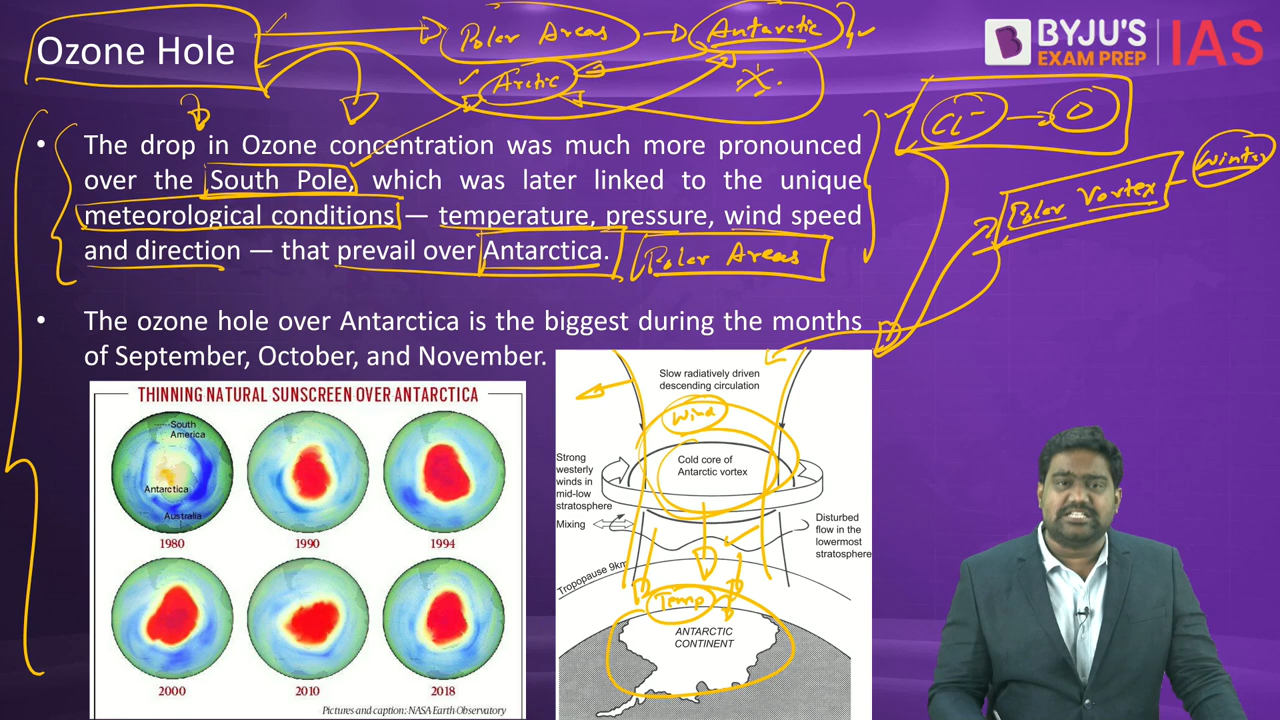 Ozone Hole
Polar Areas
Antarctic
Arctic
BYJU'S
EXAM PREP
IAS
Cl⁻ → O
Winter
Polar Vortex
• The drop in Ozone concentration was much more pronounced
over the South Pole, which was later linked to the unique
meteorological conditions — temperature, pressure, wind speed
and direction — that prevail over Antarctica.
Polar Areas
• The ozone hole over Antarctica is the biggest during the months
of September, October, and November.
THINNING NATURAL SUNSCREEN OVER ANTARCTICA
South
America
Antarctica
Australia
1980
1990
1994
2000
2010
2018
Pictures and caption: NASA Earth Observatory
Slow radiatively driven
descending circulation
Wind
Cold core of
Antarctic vortex
Strong
westerly
winds in
mid-low
stratosphere
Mixing
Disturbed
flow in the
lowermost
stratosphere
Tropopause 9km
Temp
ANTARCTIC
CONTINENT